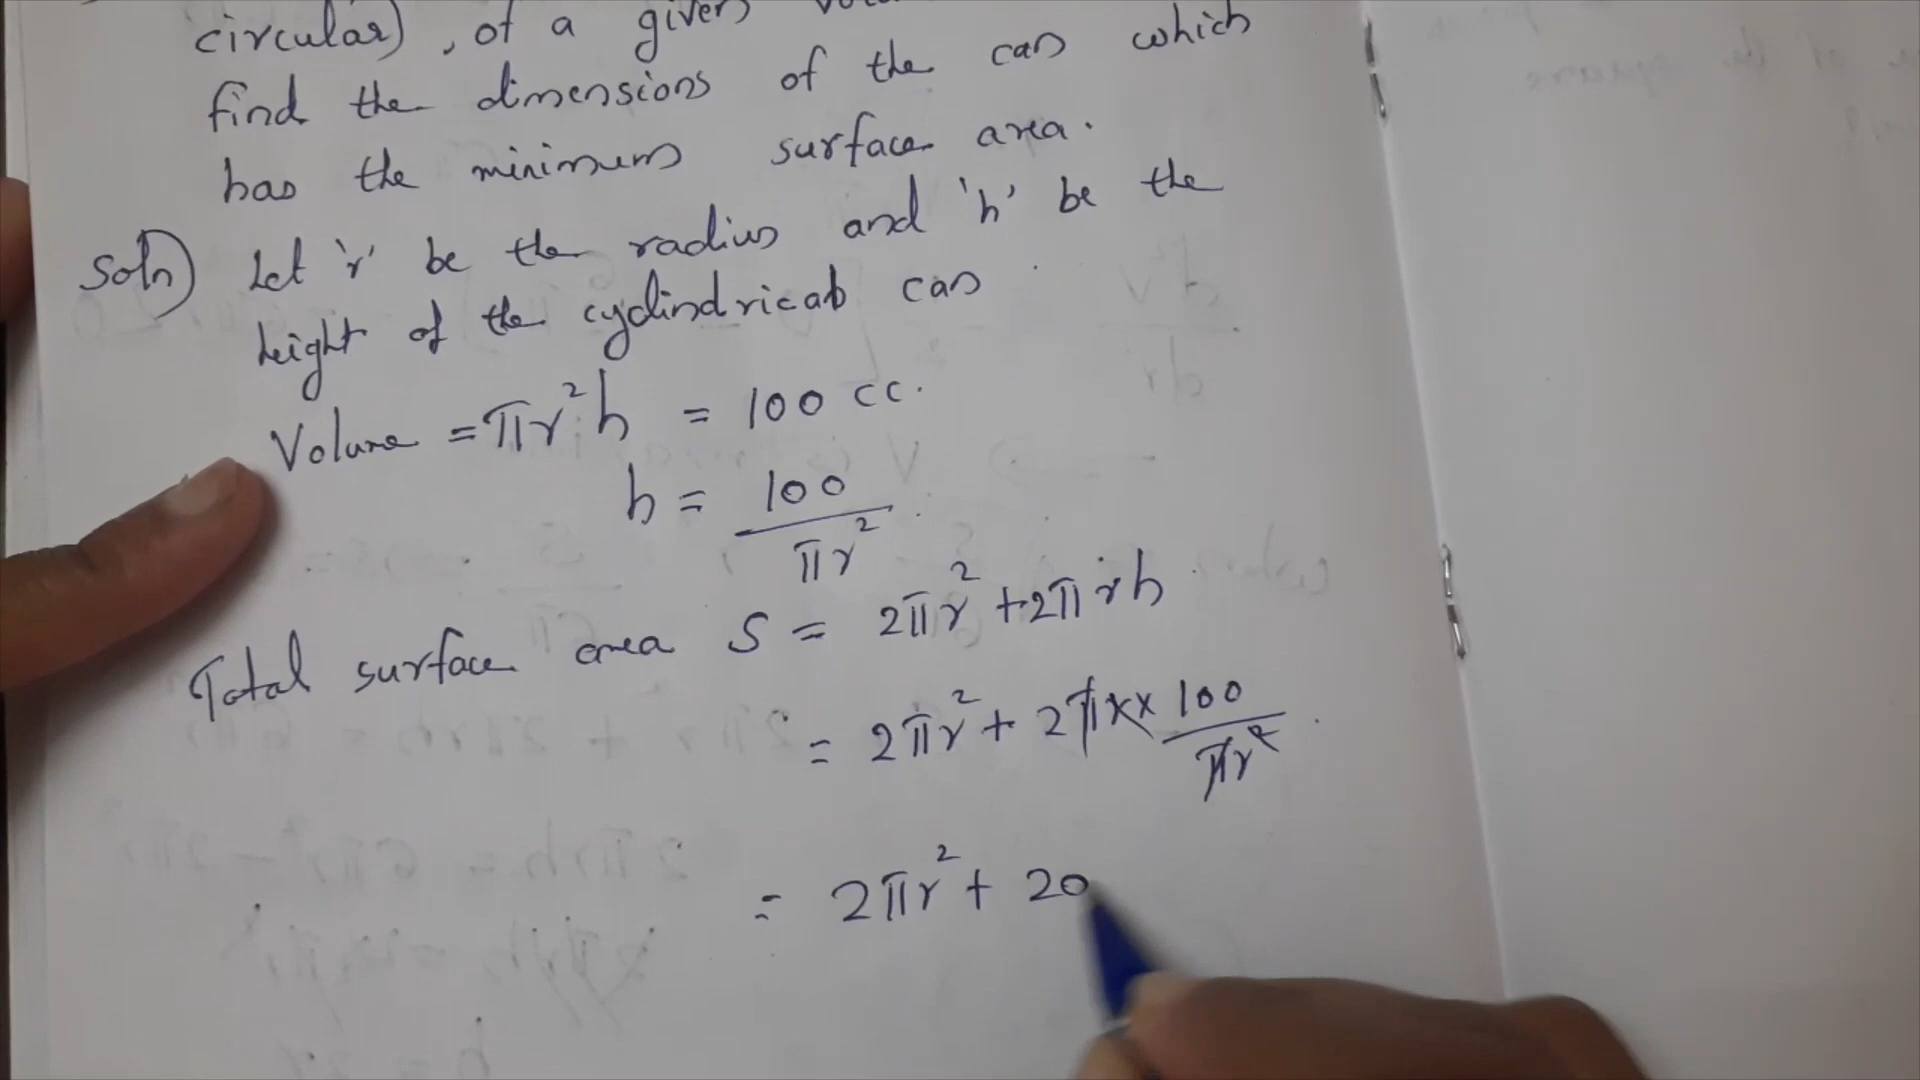 circular), of a given
find the dimensions of the can which
has the minimum surface area.
Soln) Let 'r' be the radius and 'h' be the
height of the cylindrical can
Volume = πr²h = 100 cc.
h = 100 / πr²
Total surface area S = 2πr² + 2πrh
= 2πr² + 2πr × 100 / πr²
= 2πr² + 20